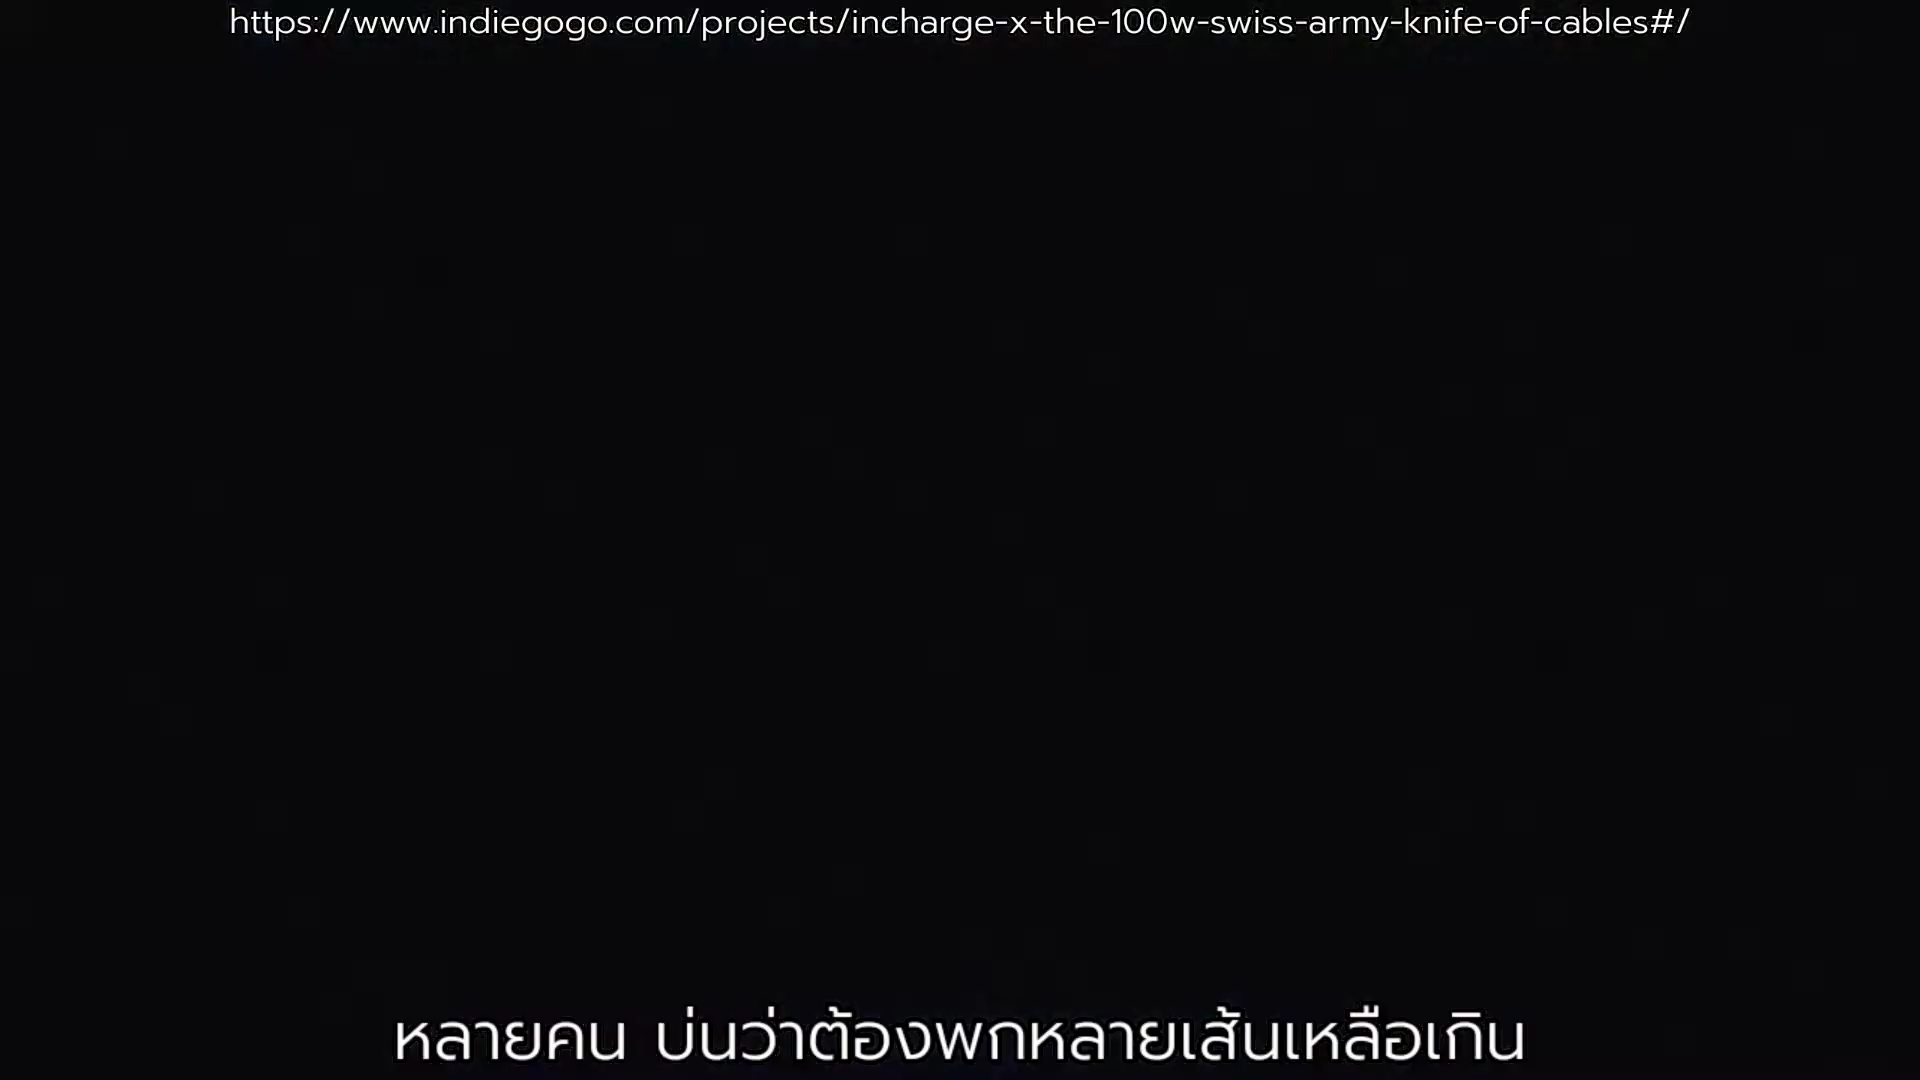 https://www.indiegogo.com/projects/incharge-x-the-100w-swiss-army-knife-of-cables#/
หลายคน บ่นว่าต้องพกหลายเส้นเหลือเกิน